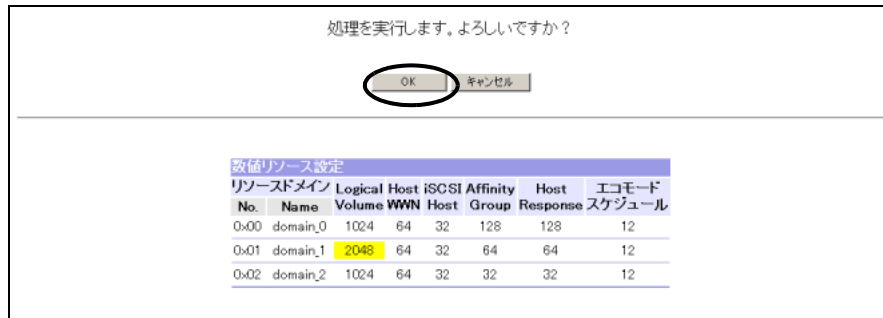 処理を実行します。よろしいですか？
OK キャンセル
数値リソース設定
リソースドメイン Logical Host iSCSI Affinity Host エコモード
No. Name Volume WWN Host Group Response スケジュール
0x00 domain_0 1024 64 32 128 128 12
0x01 domain_1 2048 64 32 64 64 12
0x02 domain_2 1024 64 32 32 32 12